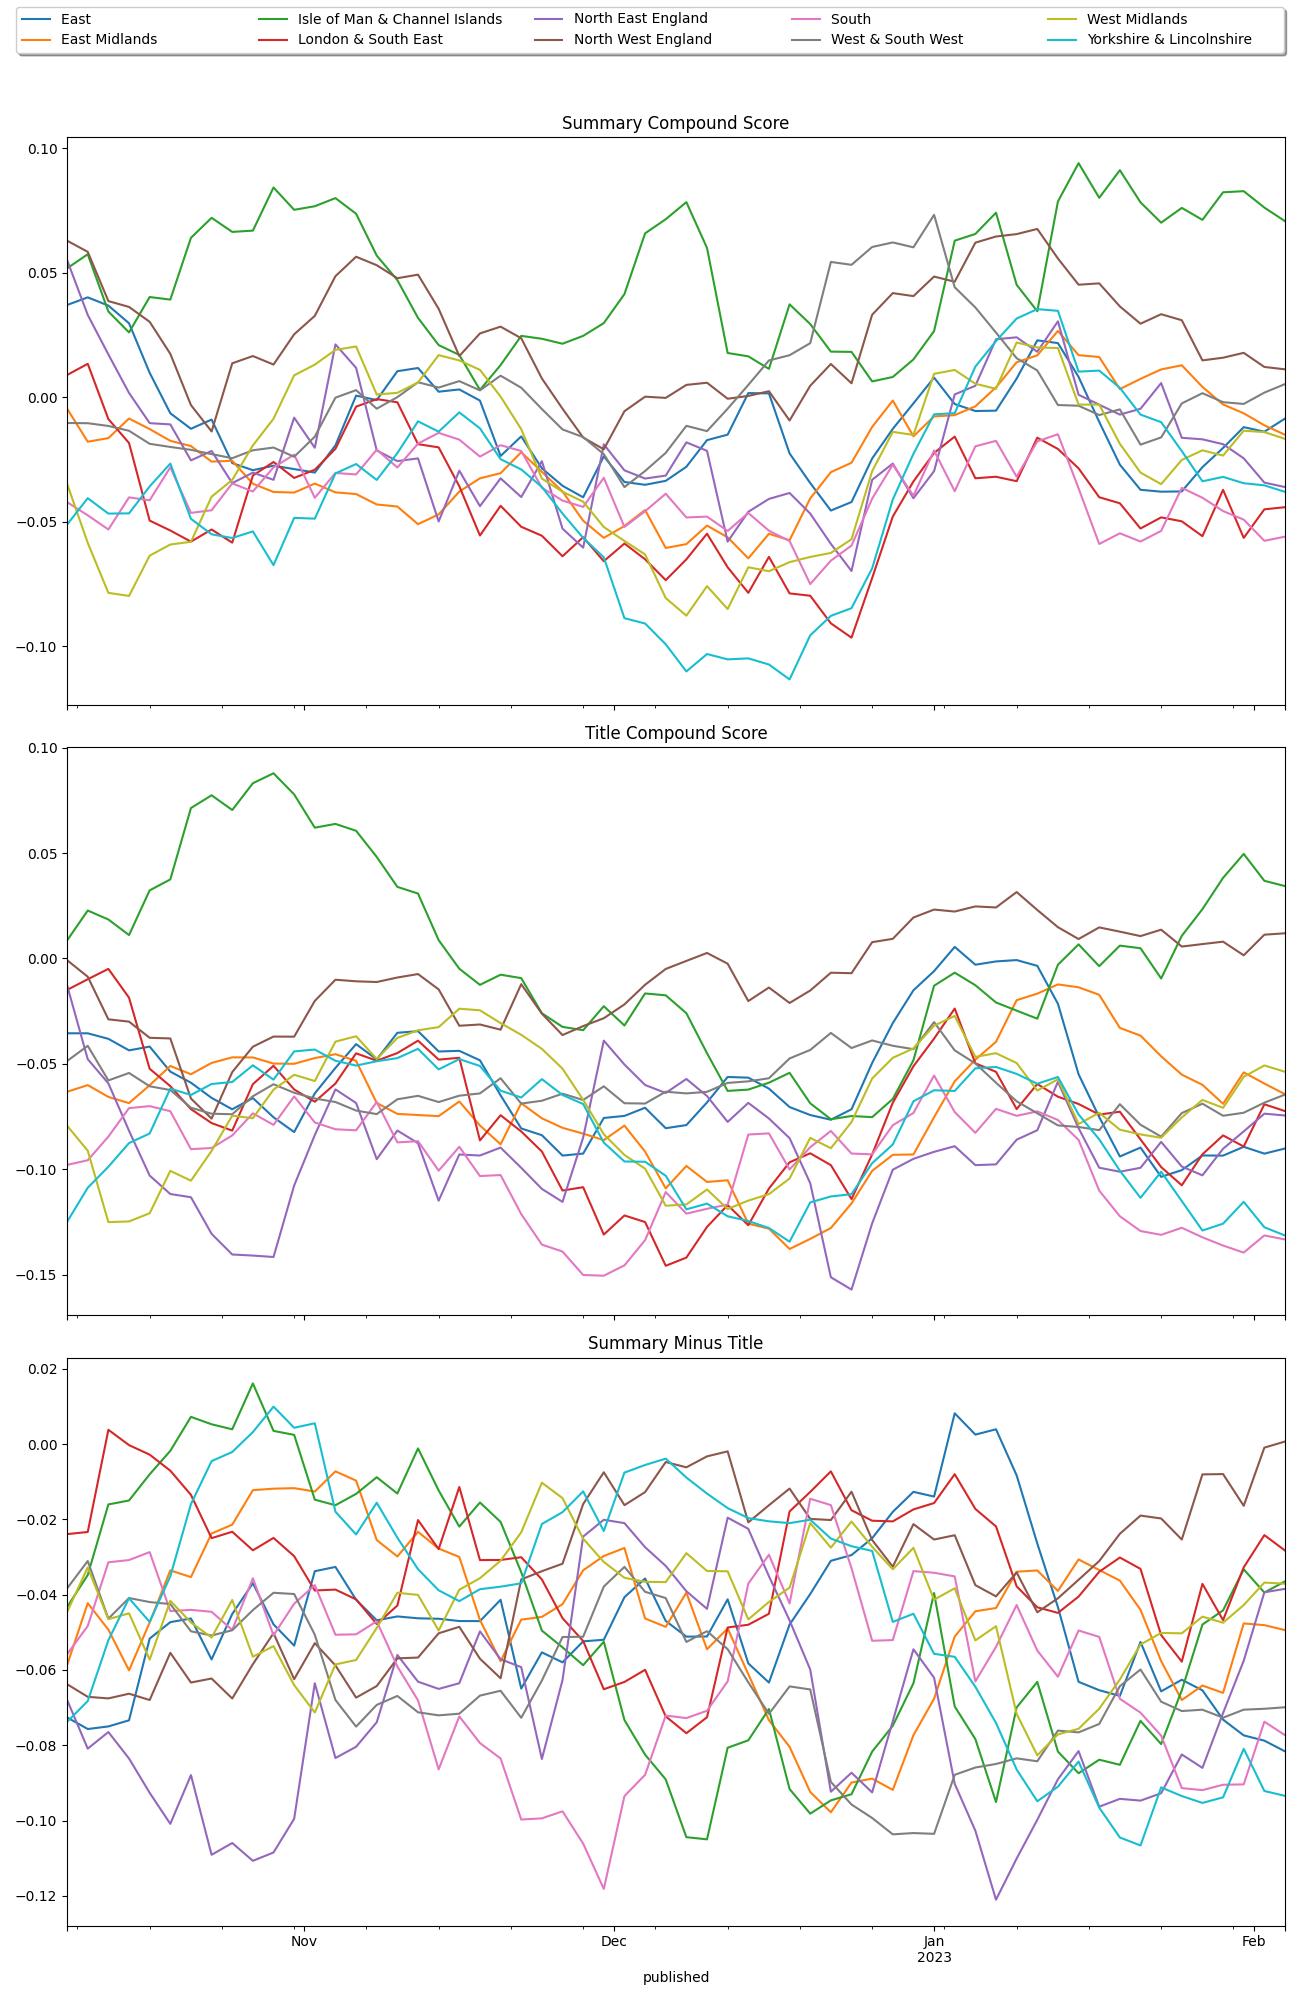 East
Isle of Man & Channel Islands
North East England
South
West Midlands
East Midlands
London & South East
North West England
West & South West
Yorkshire & Lincolnshire
Summary Compound Score
0.10
0.05
0.00
−0.05
−0.10
Title Compound Score
0.10
0.05
0.00
−0.05
−0.10
−0.15
Summary Minus Title
0.02
0.00
−0.02
−0.04
−0.06
−0.08
−0.10
−0.12
Nov
Dec
Jan
2023
Feb
published